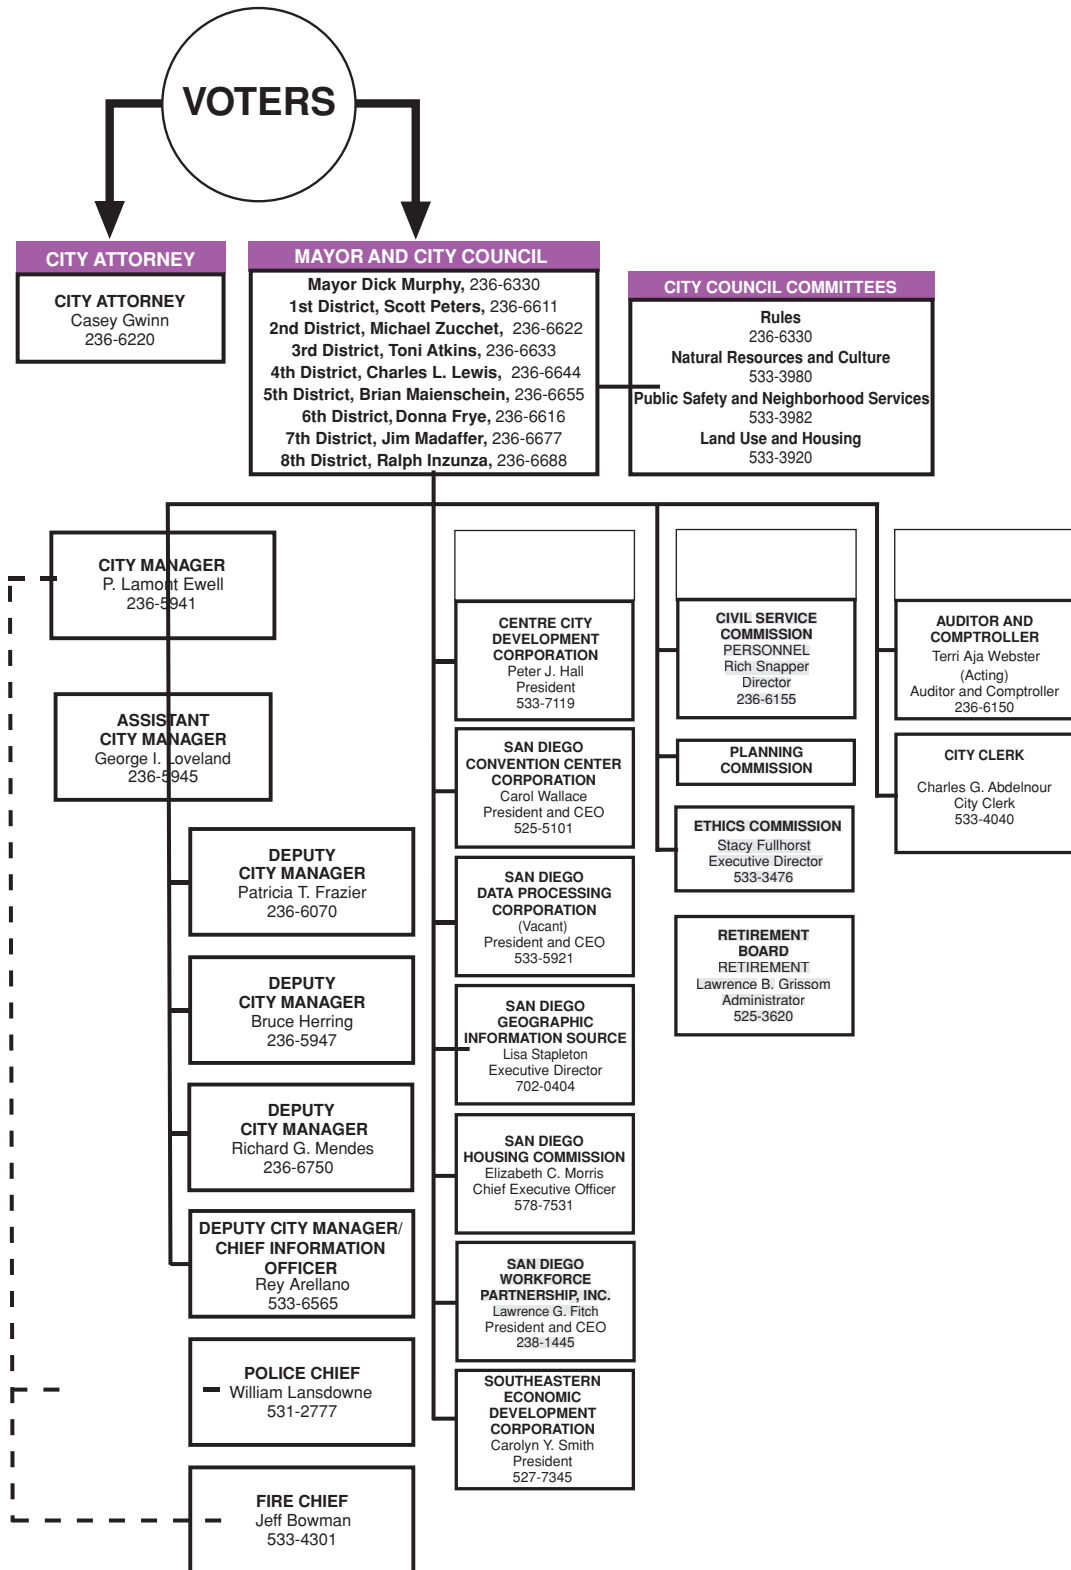 VOTERS
CITY ATTORNEY
CITY ATTORNEY
Casey Gwinn
236-6220
MAYOR AND CITY COUNCIL
Mayor Dick Murphy, 236-6330
1st District, Scott Peters, 236-6611
2nd District, Michael Zucchet, 236-6622
3rd District, Toni Atkins, 236-6633
4th District, Charles L. Lewis, 236-6644
5th District, Brian Maienschein, 236-6655
6th District, Donna Frye, 236-6616
7th District, Jim Madaffer, 236-6677
8th District, Ralph Inzunza, 236-6688
CITY COUNCIL COMMITTEES
Rules
236-6330
Natural Resources and Culture
533-3980
Public Safety and Neighborhood Services
533-3982
Land Use and Housing
533-3920
CITY MANAGER
P. Lamont Ewell
236-5941
ASSISTANT
CITY MANAGER
George I. Loveland
236-5945
DEPUTY
CITY MANAGER
Patricia T. Frazier
236-6070
DEPUTY
CITY MANAGER
Bruce Herring
236-5947
DEPUTY
CITY MANAGER
Richard G. Mendes
236-6750
DEPUTY CITY MANAGER/
CHIEF INFORMATION
OFFICER
Rey Arellano
533-6565
POLICE CHIEF
William Lansdowne
531-2777
FIRE CHIEF
Jeff Bowman
533-4301
CENTRE CITY
DEVELOPMENT
CORPORATION
Peter J. Hall
President
533-7119
SAN DIEGO
CONVENTION CENTER
CORPORATION
Carol Wallace
President and CEO
525-5101
SAN DIEGO
DATA PROCESSING
CORPORATION
(Vacant)
President and CEO
533-5921
SAN DIEGO
GEOGRAPHIC
INFORMATION SOURCE
Lisa Stapleton
Executive Director
702-0404
SAN DIEGO
HOUSING COMMISSION
Elizabeth C. Morris
Chief Executive Officer
578-7531
SAN DIEGO
WORKFORCE
PARTNERSHIP, INC.
Lawrence G. Fitch
President and CEO
238-1445
SOUTHEASTERN
ECONOMIC
DEVELOPMENT
CORPORATION
Carolyn Y. Smith
President
527-7345
CIVIL SERVICE
COMMISSION
PERSONNEL
Rich Snapper
Director
236-6155
PLANNING
COMMISSION
ETHICS COMMISSION
Stacy Fullhorst
Executive Director
533-3476
RETIREMENT
BOARD
RETIREMENT
Lawrence B. Grissom
Administrator
525-3620
AUDITOR AND
COMPTROLLER
Terri Aja Webster
(Acting)
Auditor and Comptroller
236-6150
CITY CLERK
Charles G. Abdelnour
City Clerk
533-4040